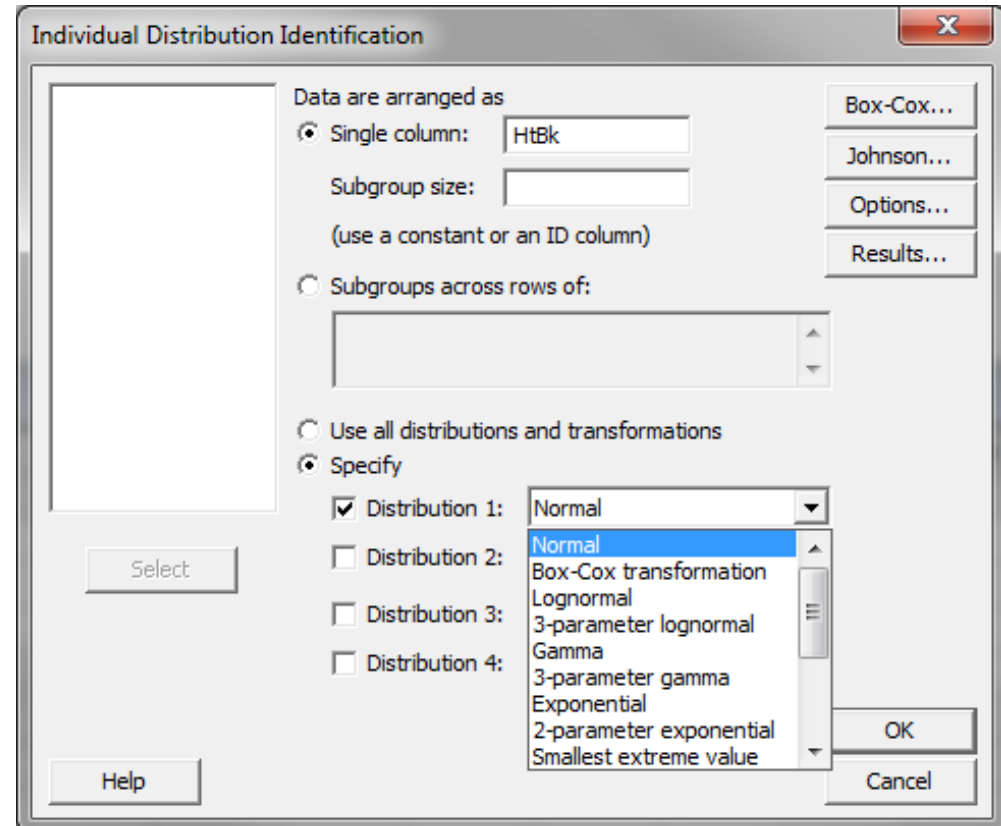 Individual Distribution Identification
Data are arranged as
Single column: HtBk
Subgroup size:
(use a constant or an ID column)
Subgroups across rows of:
Use all distributions and transformations
Specify
Distribution 1: Normal
Distribution 2:
Distribution 3:
Distribution 4:
Normal
Box-Cox transformation
Lognormal
3-parameter lognormal
Gamma
3-parameter gamma
Exponential
2-parameter exponential
Smallest extreme value
Box-Cox...
Johnson...
Options...
Results...
Select
Help
OK
Cancel